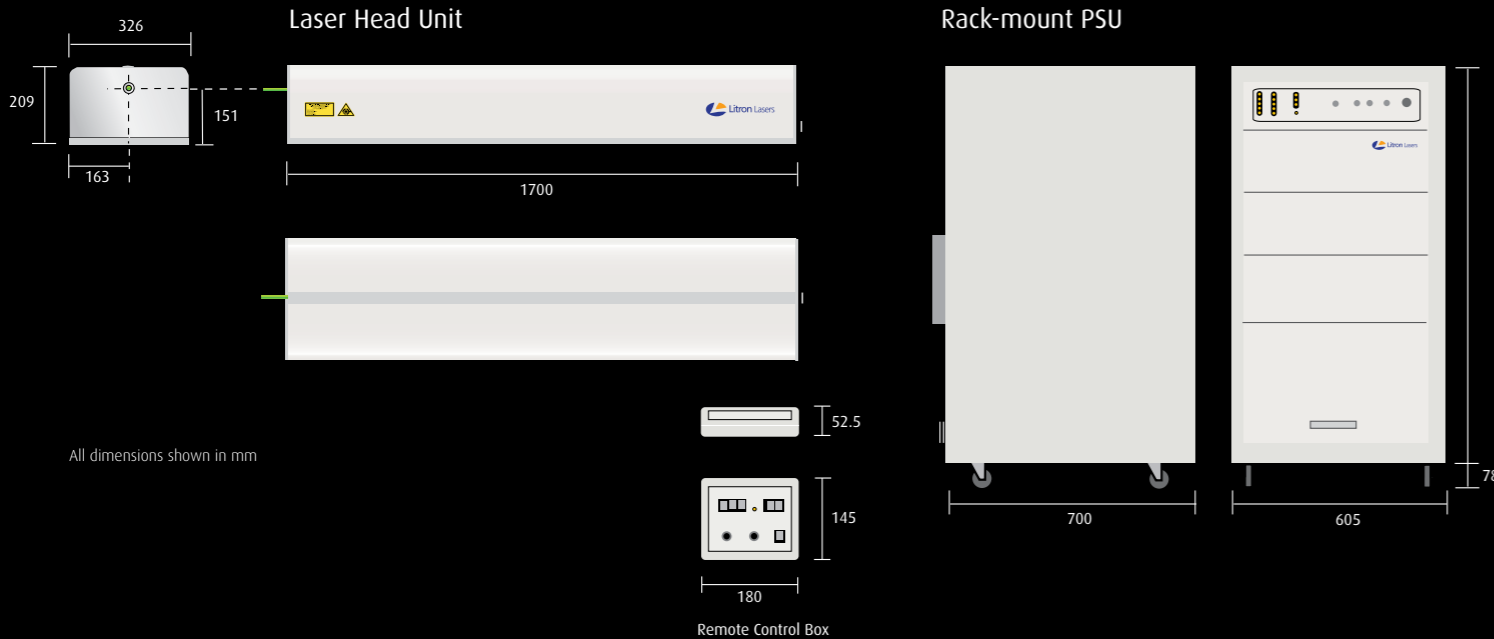 Laser Head Unit
Rack-mount PSU
326
209
151
163
Litron Lasers
1700
Litron Lasers
52.5
All dimensions shown in mm
78
145
700
605
180
Remote Control Box